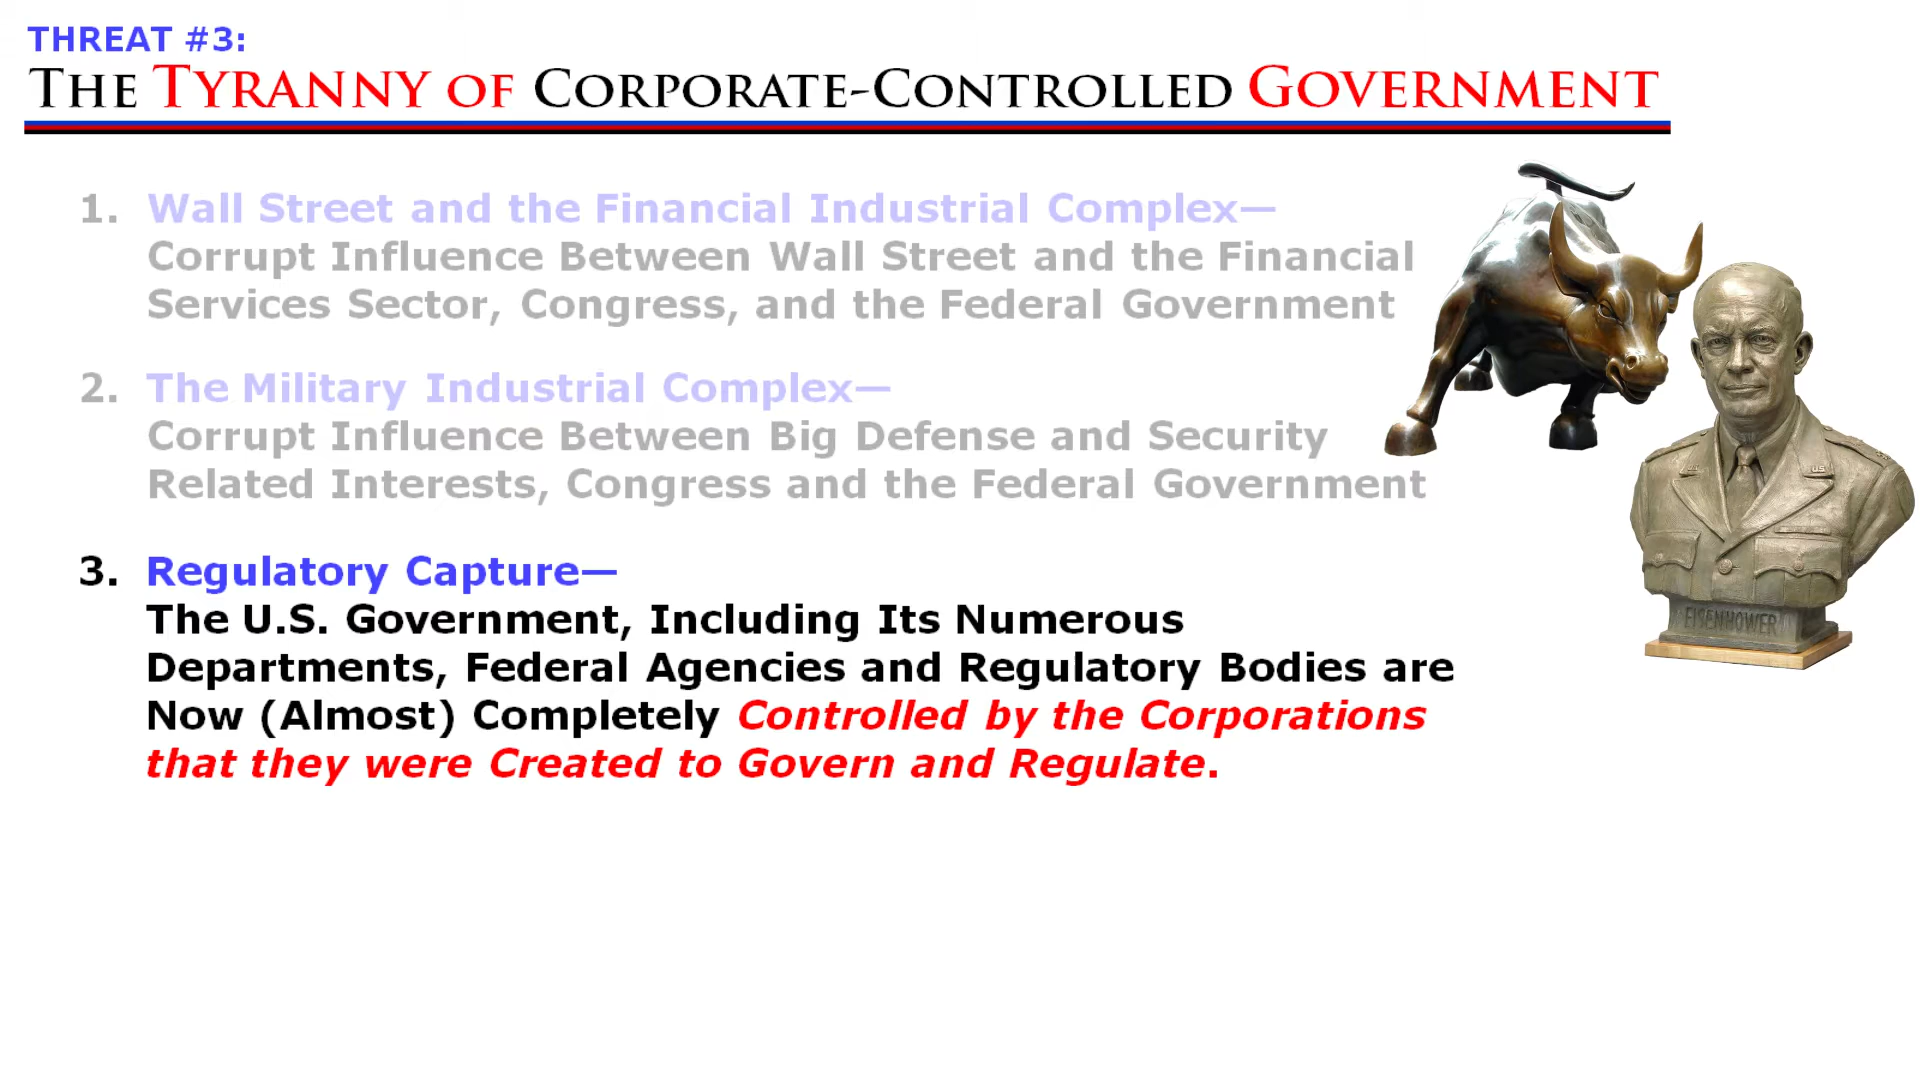 THREAT #3:
THE TYRANNY OF CORPORATE-CONTROLLED GOVERNMENT
1. Wall Street and the Financial Industrial Complex—
Corrupt Influence Between Wall Street and the Financial
Services Sector, Congress, and the Federal Government
2. The Military Industrial Complex—
Corrupt Influence Between Big Defense and Security
Related Interests, Congress and the Federal Government
3. Regulatory Capture—
The U.S. Government, Including Its Numerous
Departments, Federal Agencies and Regulatory Bodies are
Now (Almost) Completely Controlled by the Corporations
that they were Created to Govern and Regulate.
US
EISENHOWER